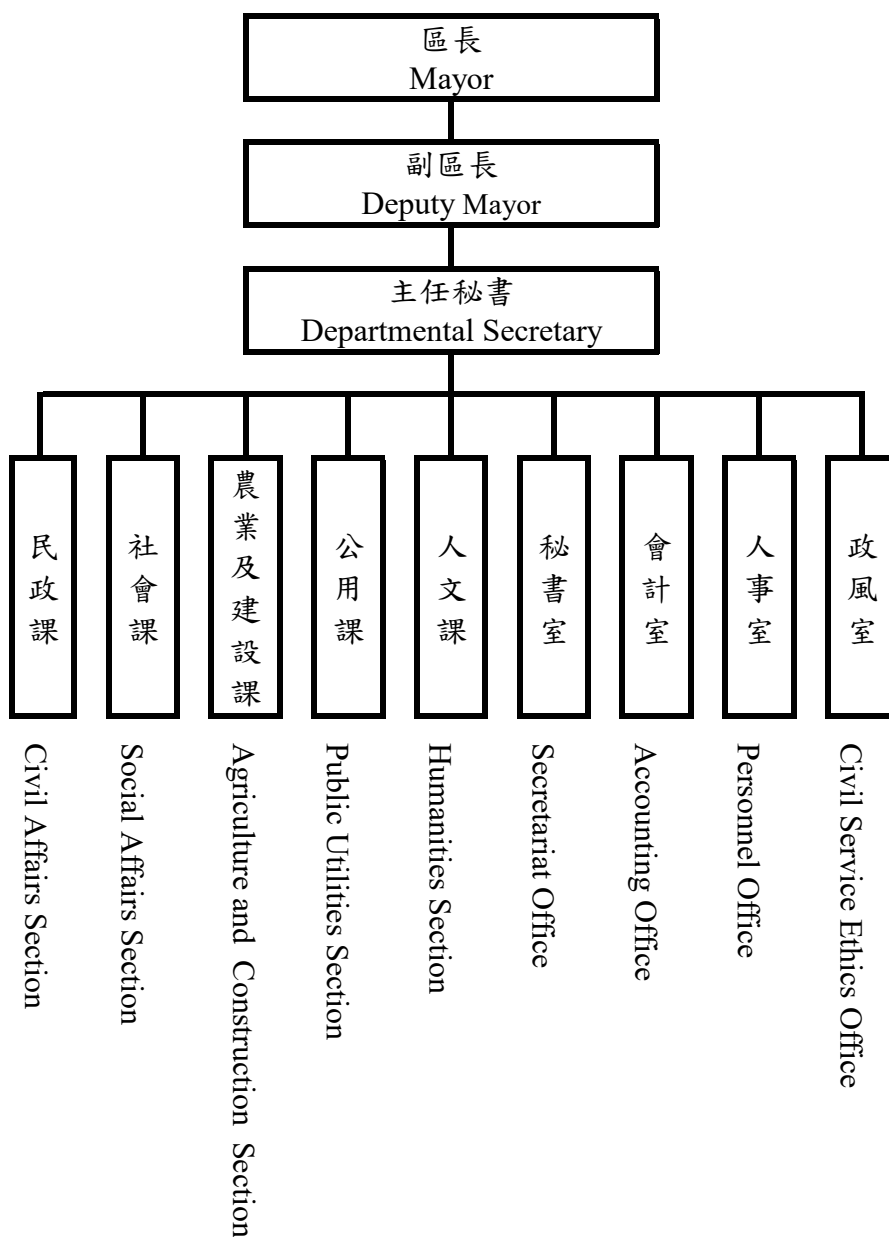 區長
Mayor
副區長
Deputy Mayor
主任秘書
Departmental Secretary
民政課
社會課
農業及建設課
公用課
人文課
秘書室
會計室
人事室
政風室
Civil Affairs Section
Social Affairs Section
Agriculture and Construction Section
Public Utilities Section
Humanities Section
Secretariat Office
Accounting Office
Personnel Office
Civil Service Ethics Office